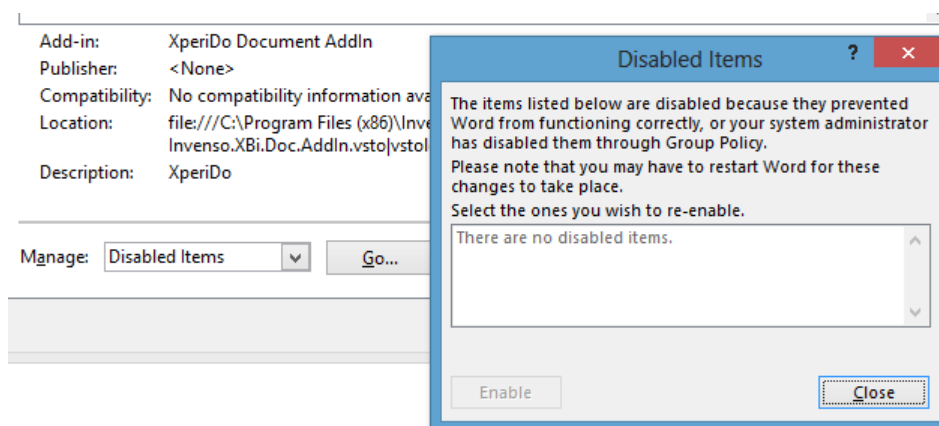 Add-in: XperiDo Document AddIn
Publisher: <None>
Compatibility: No compatibility information ava
Location: file:///C:\Program Files (x86)\Inve
Invenso.XBi.Doc.AddIn.vsto|vstol
Description: XperiDo
Manage: Disabled Items Go...
Disabled Items ? ×
The items listed below are disabled because they prevented
Word from functioning correctly, or your system administrator
has disabled them through Group Policy.
Please note that you may have to restart Word for these
changes to take place.
Select the ones you wish to re-enable.
There are no disabled items.
Enable Close